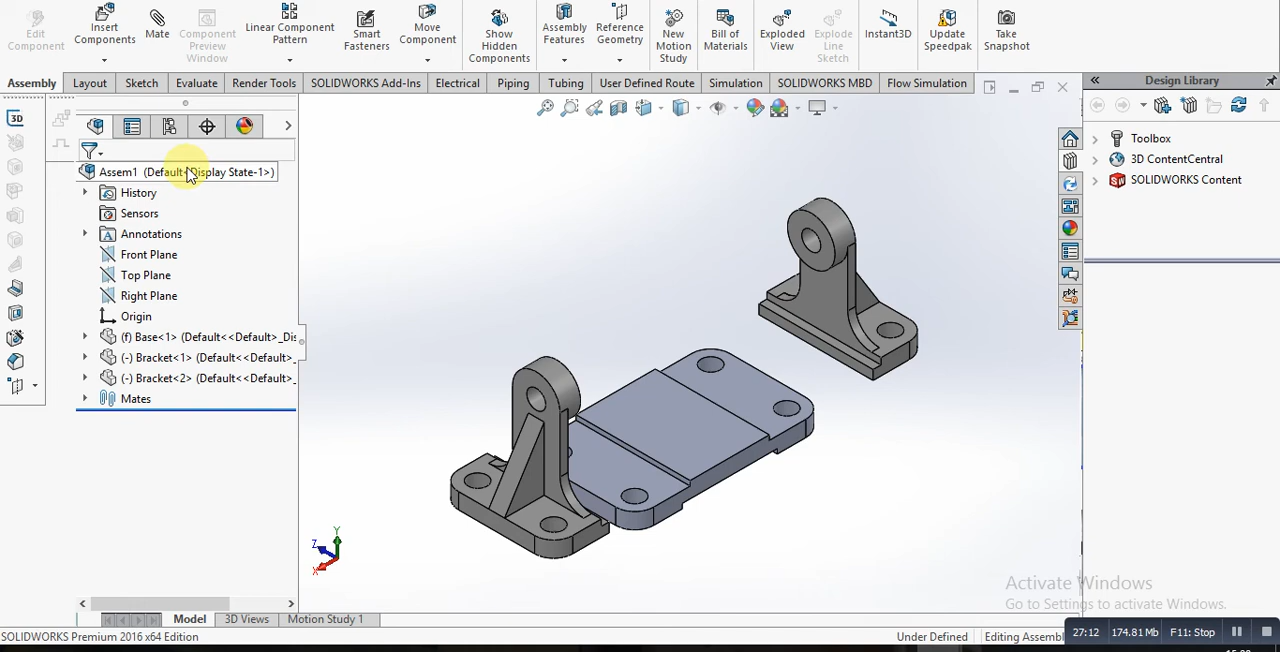 Edit Component
Insert Components
Mate
Component Preview Window
Linear Component Pattern
Smart Fasteners
Move Component
Show Hidden Components
Assembly Features
Reference Geometry
New Motion Study
Bill of Materials
Exploded View
Explode Line Sketch
Instant3D
Update Speedpak
Take Snapshot
Assembly
Layout
Sketch
Evaluate
Render Tools
SOLIDWORKS Add-Ins
Electrical
Piping
Tubing
User Defined Route
Simulation
SOLIDWORKS MBD
Flow Simulation
Design Library
Toolbox
3D ContentCentral
SOLIDWORKS Content
3D
Assem1 (Default<Display State-1>)
History
Sensors
Annotations
Front Plane
Top Plane
Right Plane
Origin
(f) Base<1> (Default<<Default>_Dis
(-) Bracket<1> (Default<<Default>_
(-) Bracket<2> (Default<<Default>_
Mates
Y
Z
X
Activate Windows
Go to Settings to activate Windows.
Model
3D Views
Motion Study 1
SOLIDWORKS Premium 2016 x64 Edition
Under Defined
Editing Assembl
27:12
174.81Mb
F11: Stop